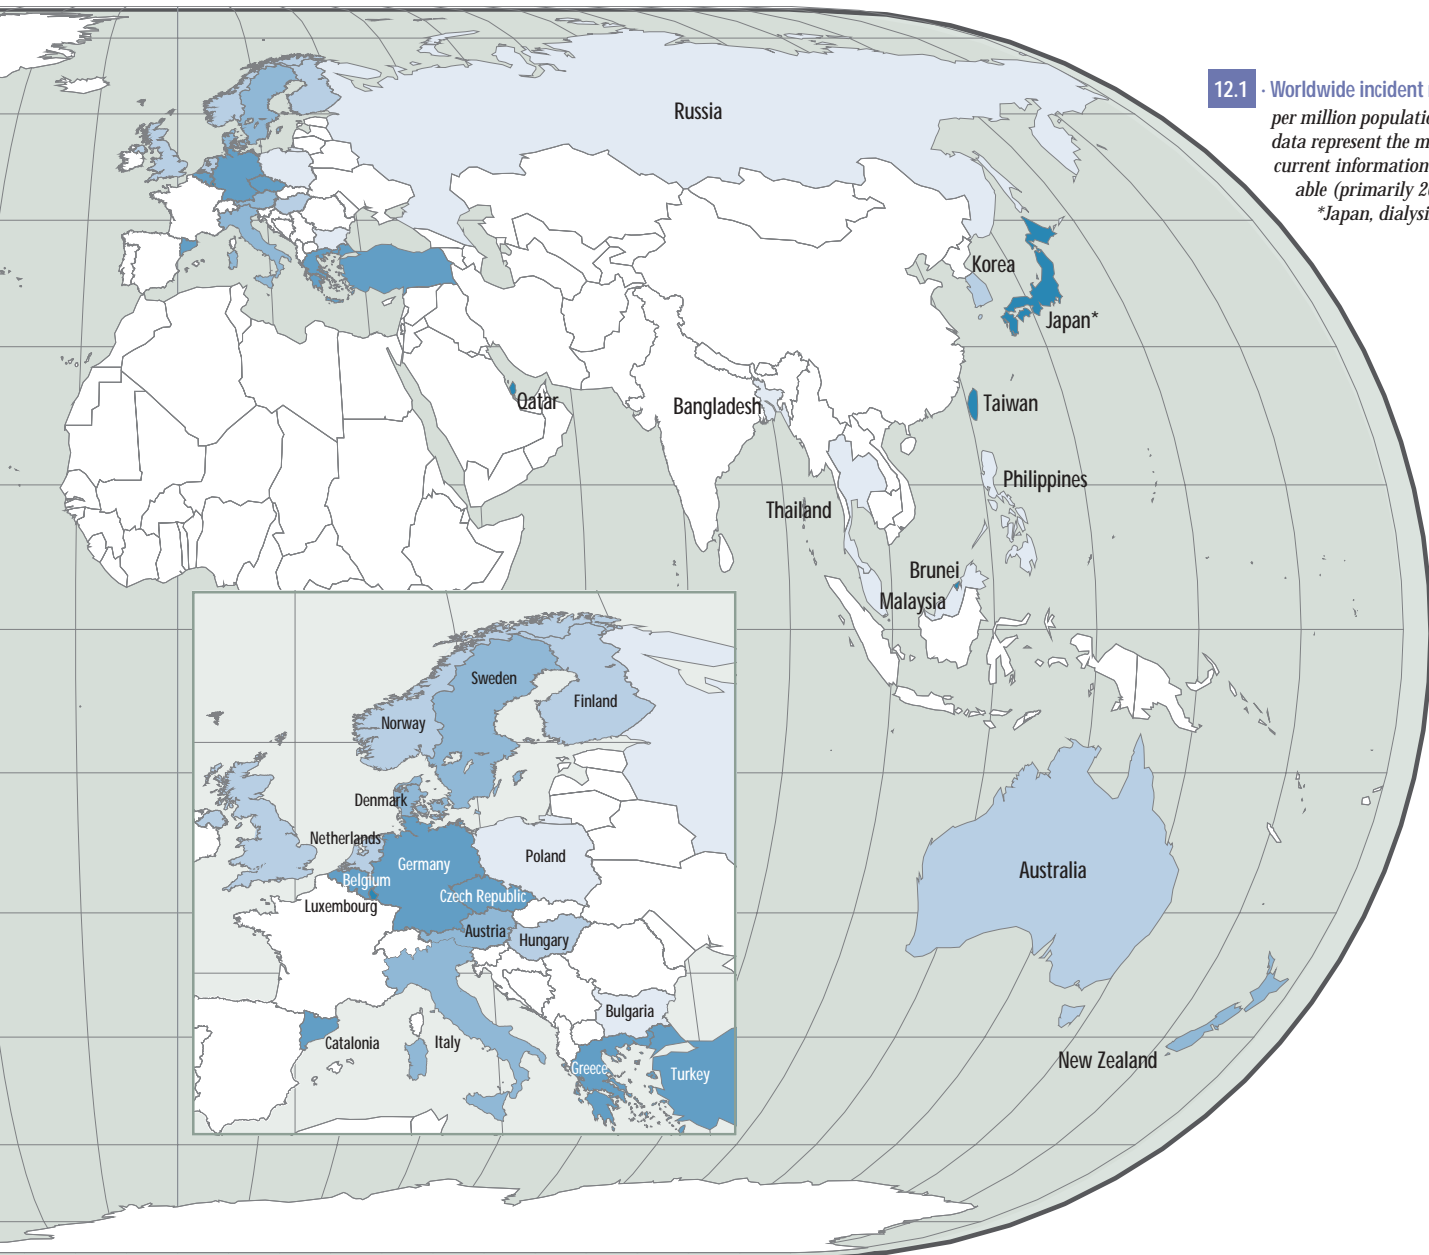 12.1 · Worldwide incident
per million populatio
data represent the m
current information
able (primarily 2
*Japan, dialysi
Russia
Korea
Japan*
Qatar
Bangladesh
Taiwan
Philippines
Thailand
Brunei
Malaysia
Sweden
Finland
Norway
Denmark
Netherlands
Germany
Poland
Belgium
Czech Republic
Luxembourg
Austria
Hungary
Bulgaria
Catalonia
Italy
Greece
Turkey
Australia
New Zealand